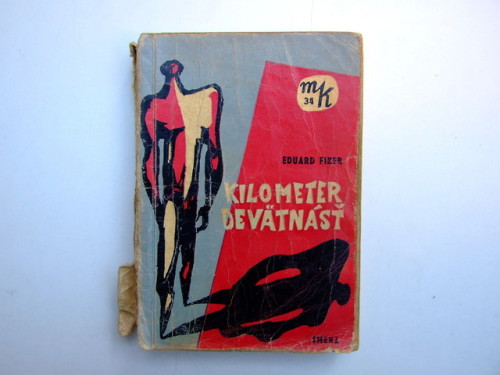 mK
34
EDUARD FIKER
KILOMETER
DEVÄTNÁSŤ
SMENA